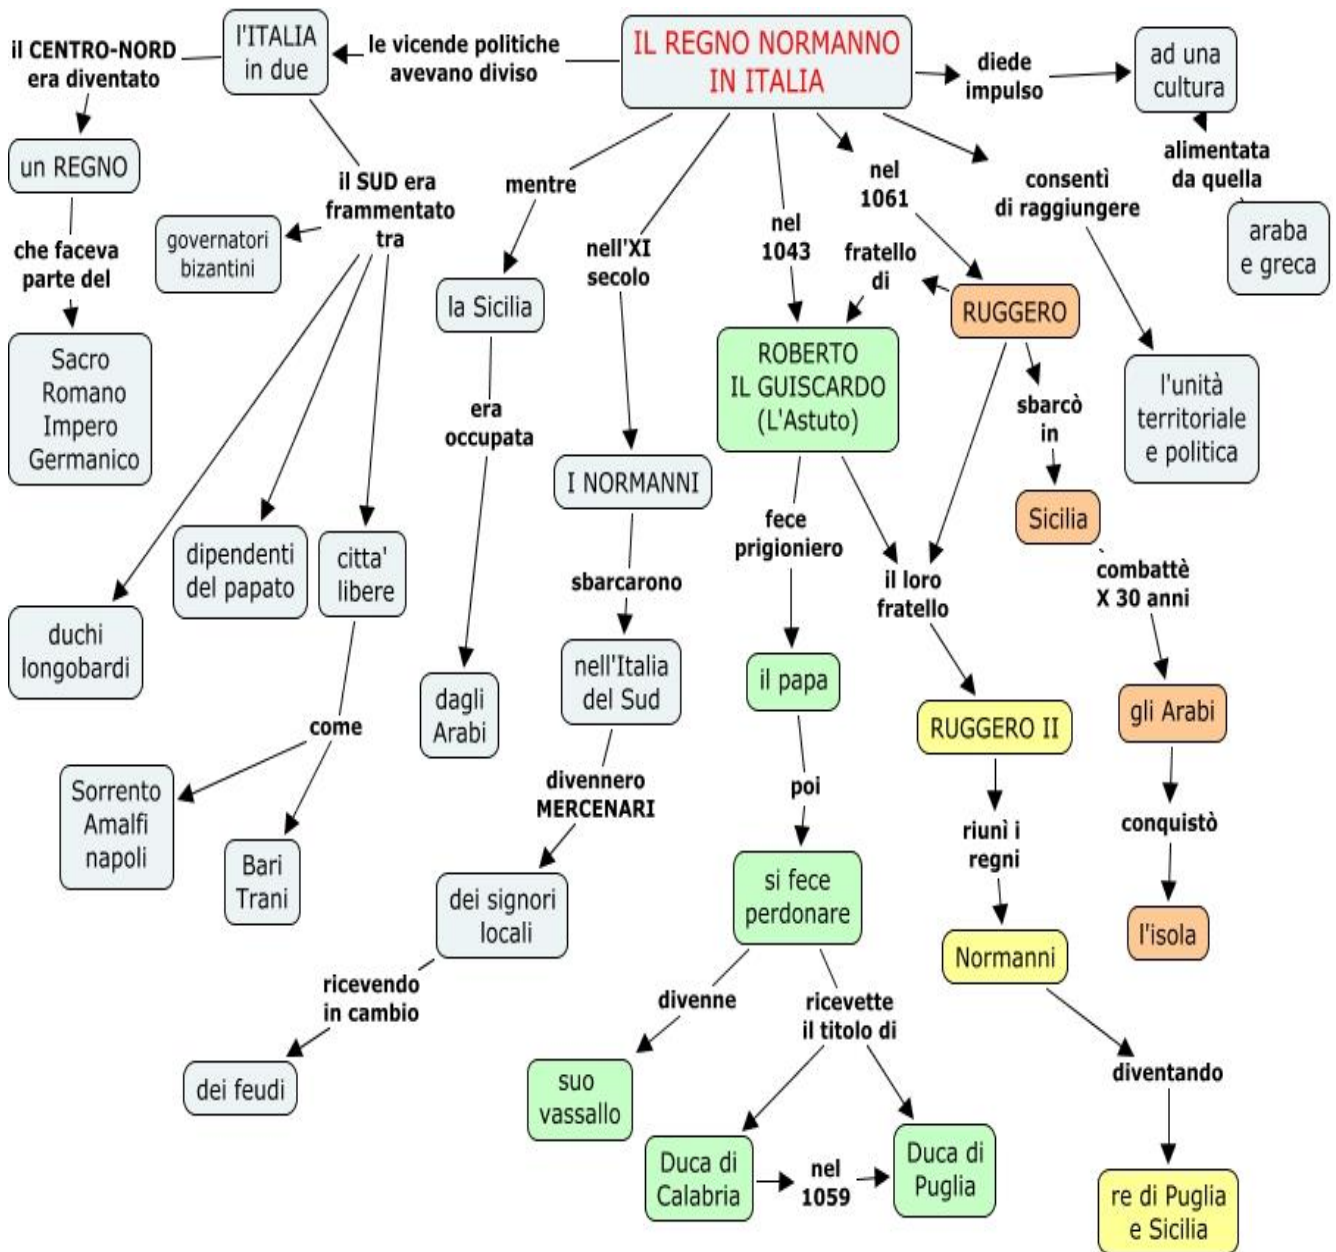 IL REGNO NORMANNO
IN ITALIA
le vicende politiche
avevano diviso
l'ITALIA
in due
il CENTRO-NORD
era diventato
un REGNO
che faceva
parte del
Sacro
Romano
Impero
Germanico
il SUD era
frammentato
tra
governatori
bizantini
duchi
longobardi
dipendenti
del papato
citta'
libere
come
Sorrento
Amalfi
napoli
Bari
Trani
mentre
la Sicilia
era
occupata
dagli
Arabi
nell'XI
secolo
I NORMANNI
sbarcarono
nell'Italia
del Sud
divennero
MERCENARI
dei signori
locali
ricevendo
in cambio
dei feudi
nel
1043
ROBERTO
IL GUISCARDO
(L'Astuto)
fece
prigioniero
il papa
poi
si fece
perdonare
divenne
suo
vassallo
ricevette
il titolo di
Duca di
Calabria
nel
1059
Duca di
Puglia
nel
1061
RUGGERO
fratello
di
il loro
fratello
RUGGERO II
riunì i
regni
Normanni
diventando
re di Puglia
e Sicilia
sbarcò
in
Sicilia
combattè
X 30 anni
gli Arabi
conquistò
l'isola
consentì
di raggiungere
l'unità
territoriale
e politica
diede
impulso
ad una
cultura
alimentata
da quella
araba
e greca